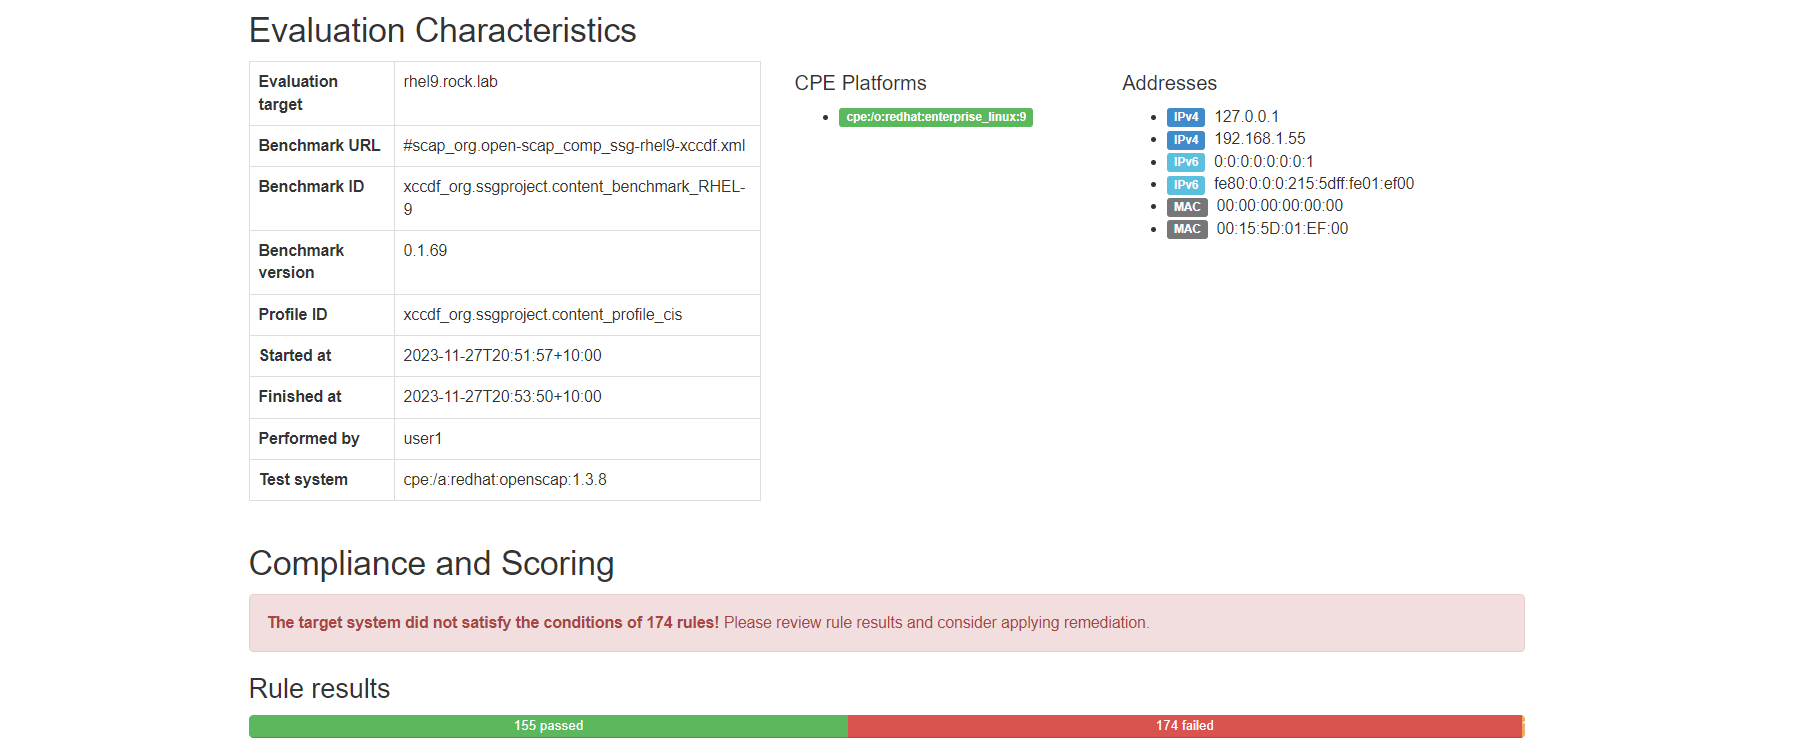 Evaluation Characteristics
Evaluation
target
rhel9.rock.lab
Benchmark URL
#scap_org.open-scap_comp_ssg-rhel9-xccdf.xml
Benchmark ID
xccdf_org.ssgproject.content_benchmark_RHEL-
9
Benchmark
version
0.1.69
Profile ID
xccdf_org.ssgproject.content_profile_cis
Started at
2023-11-27T20:51:57+10:00
Finished at
2023-11-27T20:53:50+10:00
Performed by
user1
Test system
cpe:/a:redhat:openscap:1.3.8
CPE Platforms
cpe:/o:redhat:enterprise_linux:9
Addresses
IPv4 127.0.0.1
IPv4 192.168.1.55
IPv6 0:0:0:0:0:0:0:1
IPv6 fe80:0:0:0:215:5dff:fe01:ef00
MAC 00:00:00:00:00:00
MAC 00:15:5D:01:EF:00
Compliance and Scoring
The target system did not satisfy the conditions of 174 rules! Please review rule results and consider applying remediation.
Rule results
155 passed
174 failed